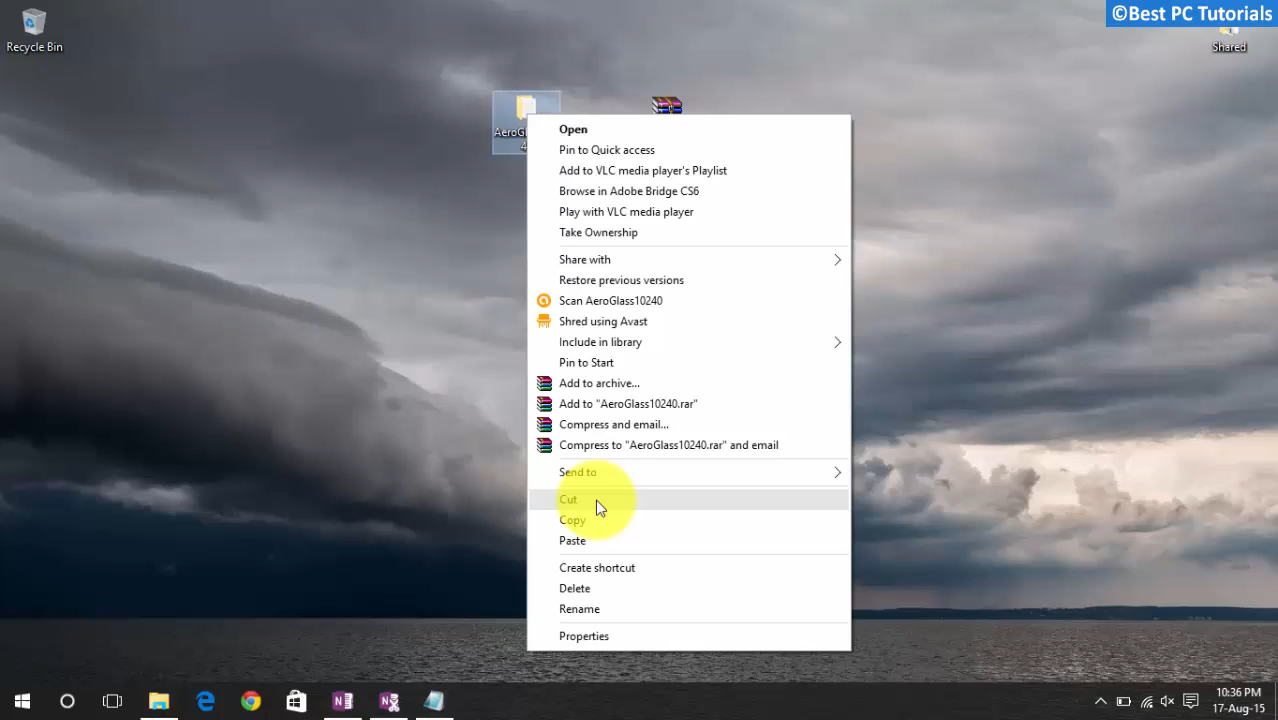 ©Best PC Tutorials
Recycle Bin
Shared
4
Open
Pin to Quick access
Add to VLC media player's Playlist
Browse in Adobe Bridge CS6
Play with VLC media player
Take Ownership
Share with
Restore previous versions
Scan AeroGlass10240
Shred using Avast
Include in library
Pin to Start
Add to archive...
Add to "AeroGlass10240.rar"
Compress and email...
Compress to "AeroGlass10240.rar" and email
Send to
Cut
Copy
Paste
Create shortcut
Delete
Rename
Properties
10:36 PM
17-Aug-15